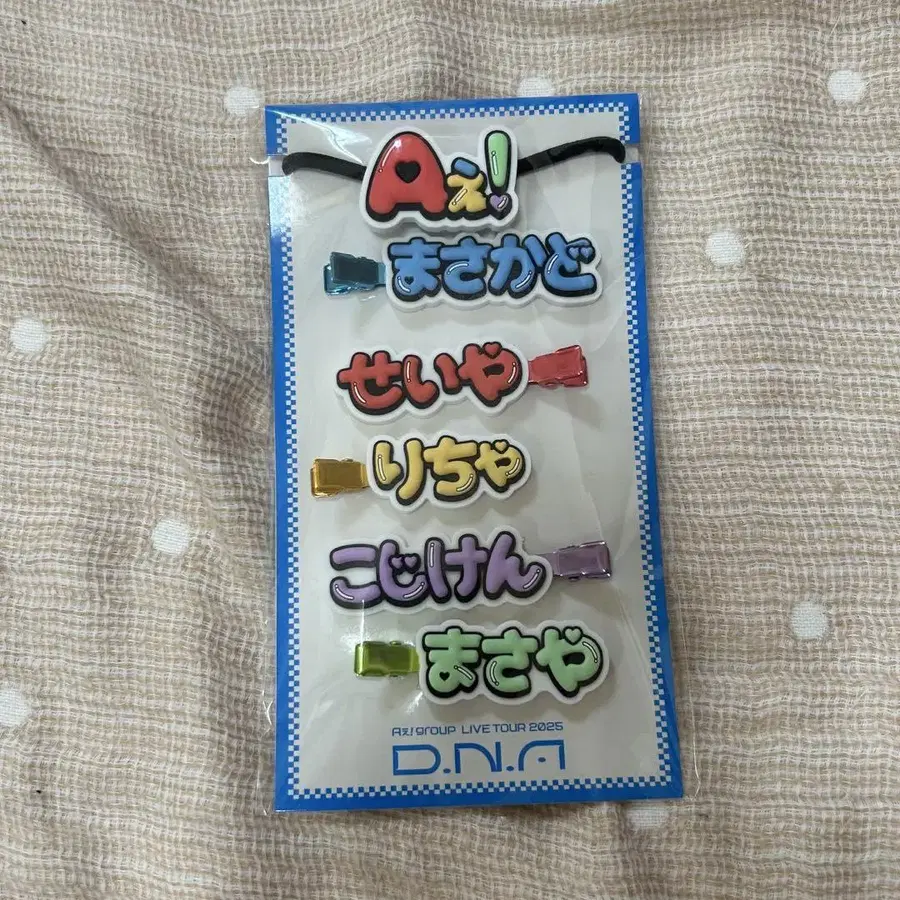 Aぇ!
まさかど
せいや
りちゃ
こじけん
まさや
Aぇ! group LIVE TOUR 2025
D.N.A